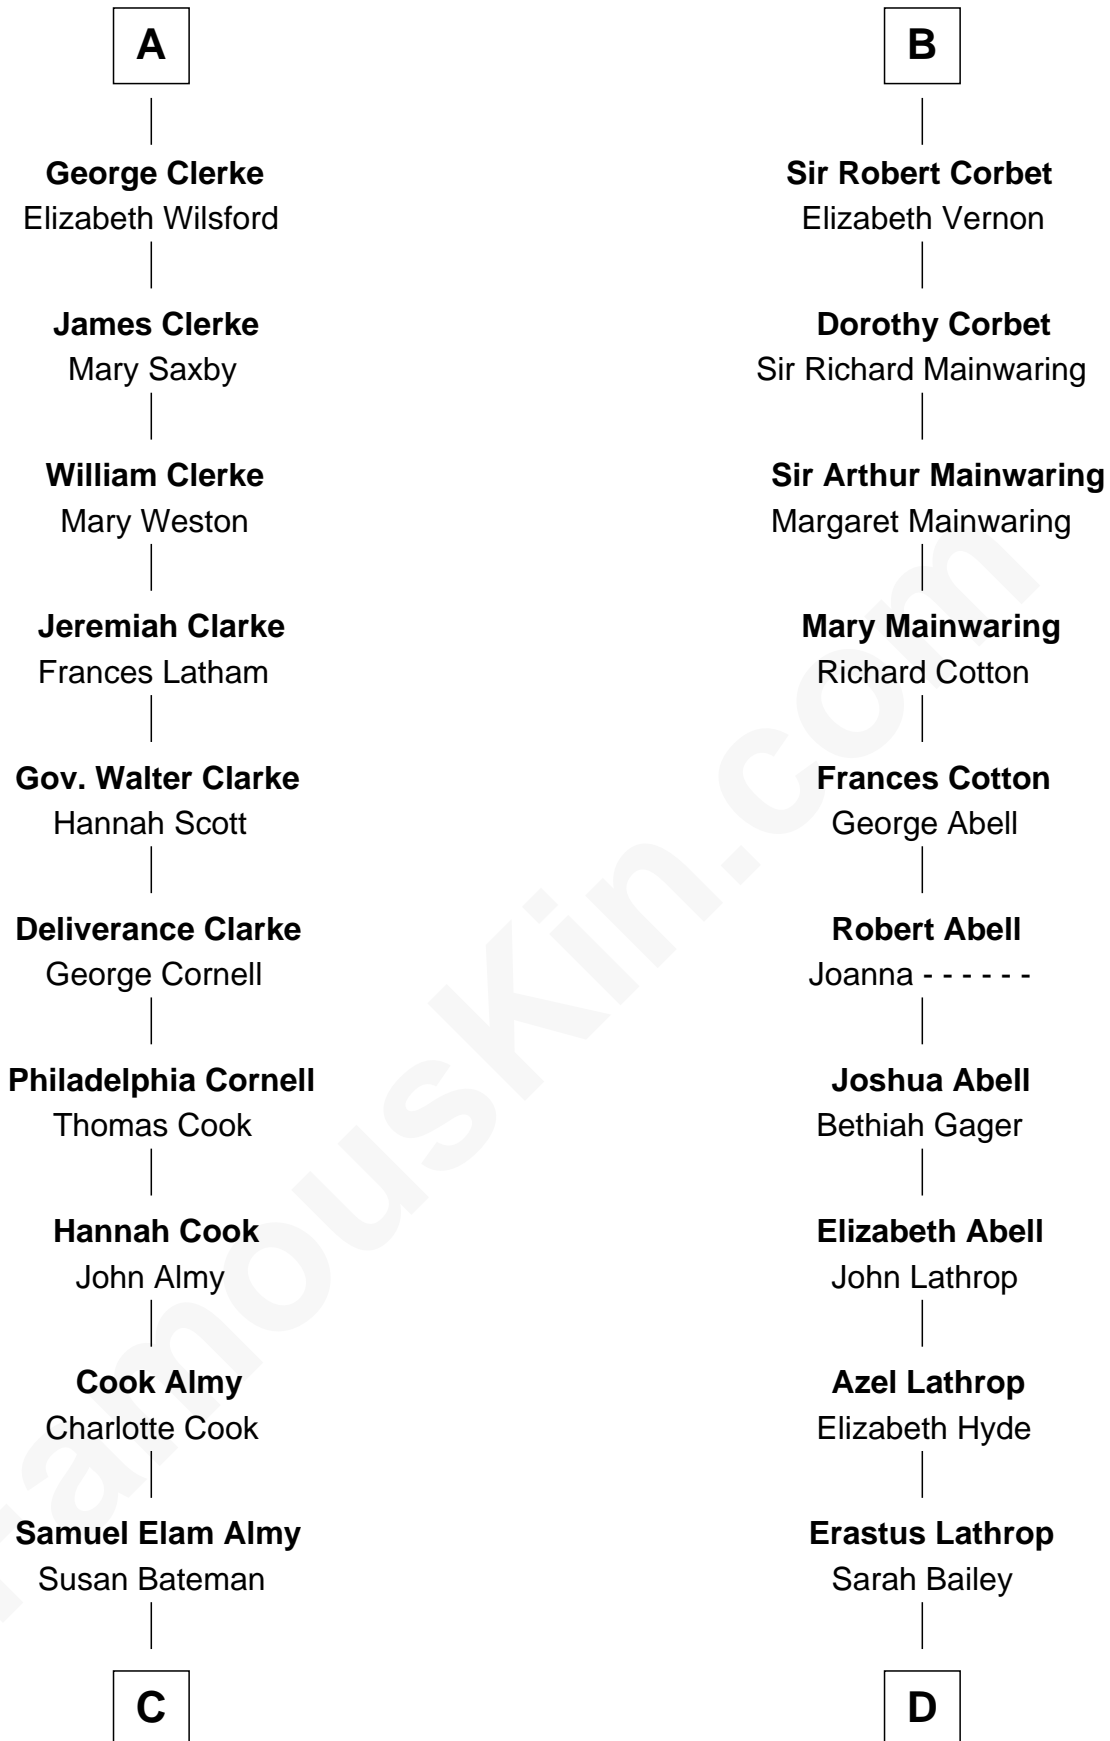 A
George Clerke
Elizabeth Wilsford
James Clerke
Mary Saxby
William Clerke
Mary Weston
Jeremiah Clarke
Frances Latham
Gov. Walter Clarke
Hannah Scott
Deliverance Clarke
George Cornell
Philadelphia Cornell
Thomas Cook
Hannah Cook
John Almy
Cook Almy
Charlotte Cook
Samuel Elam Almy
Susan Bateman
C
B
Sir Robert Corbet
Elizabeth Vernon
Dorothy Corbet
Sir Richard Mainwaring
Sir Arthur Mainwaring
Margaret Mainwaring
Mary Mainwaring
Richard Cotton
Frances Cotton
George Abell
Robert Abell
Joanna - - - - - -
Joshua Abell
Bethiah Gager
Elizabeth Abell
John Lathrop
Azel Lathrop
Elizabeth Hyde
Erastus Lathrop
Sarah Bailey
D
FamousKin.com